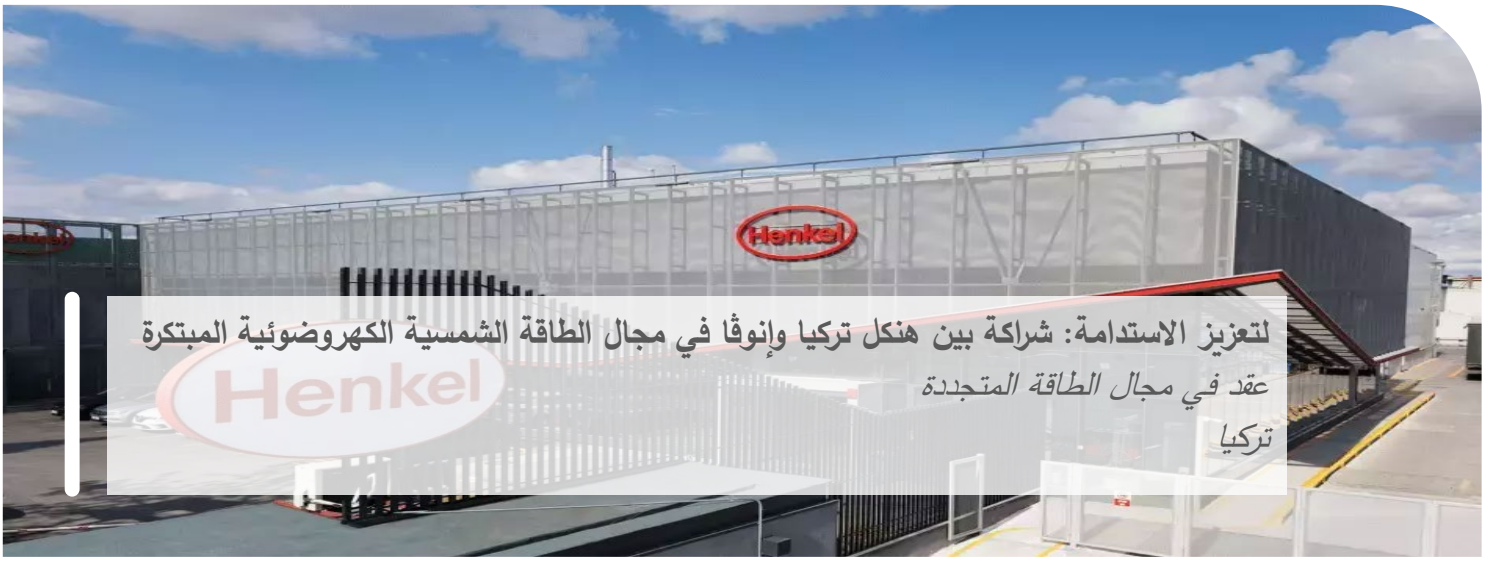 Henkel
لتعزيز الاستدامة: شراكة بين هنكل تركيا وإنوڤا في مجال الطاقة الشمسية الكهروضوئية المبتكرة
عقد في مجال الطاقة المتجددة
تركيا
Henkel